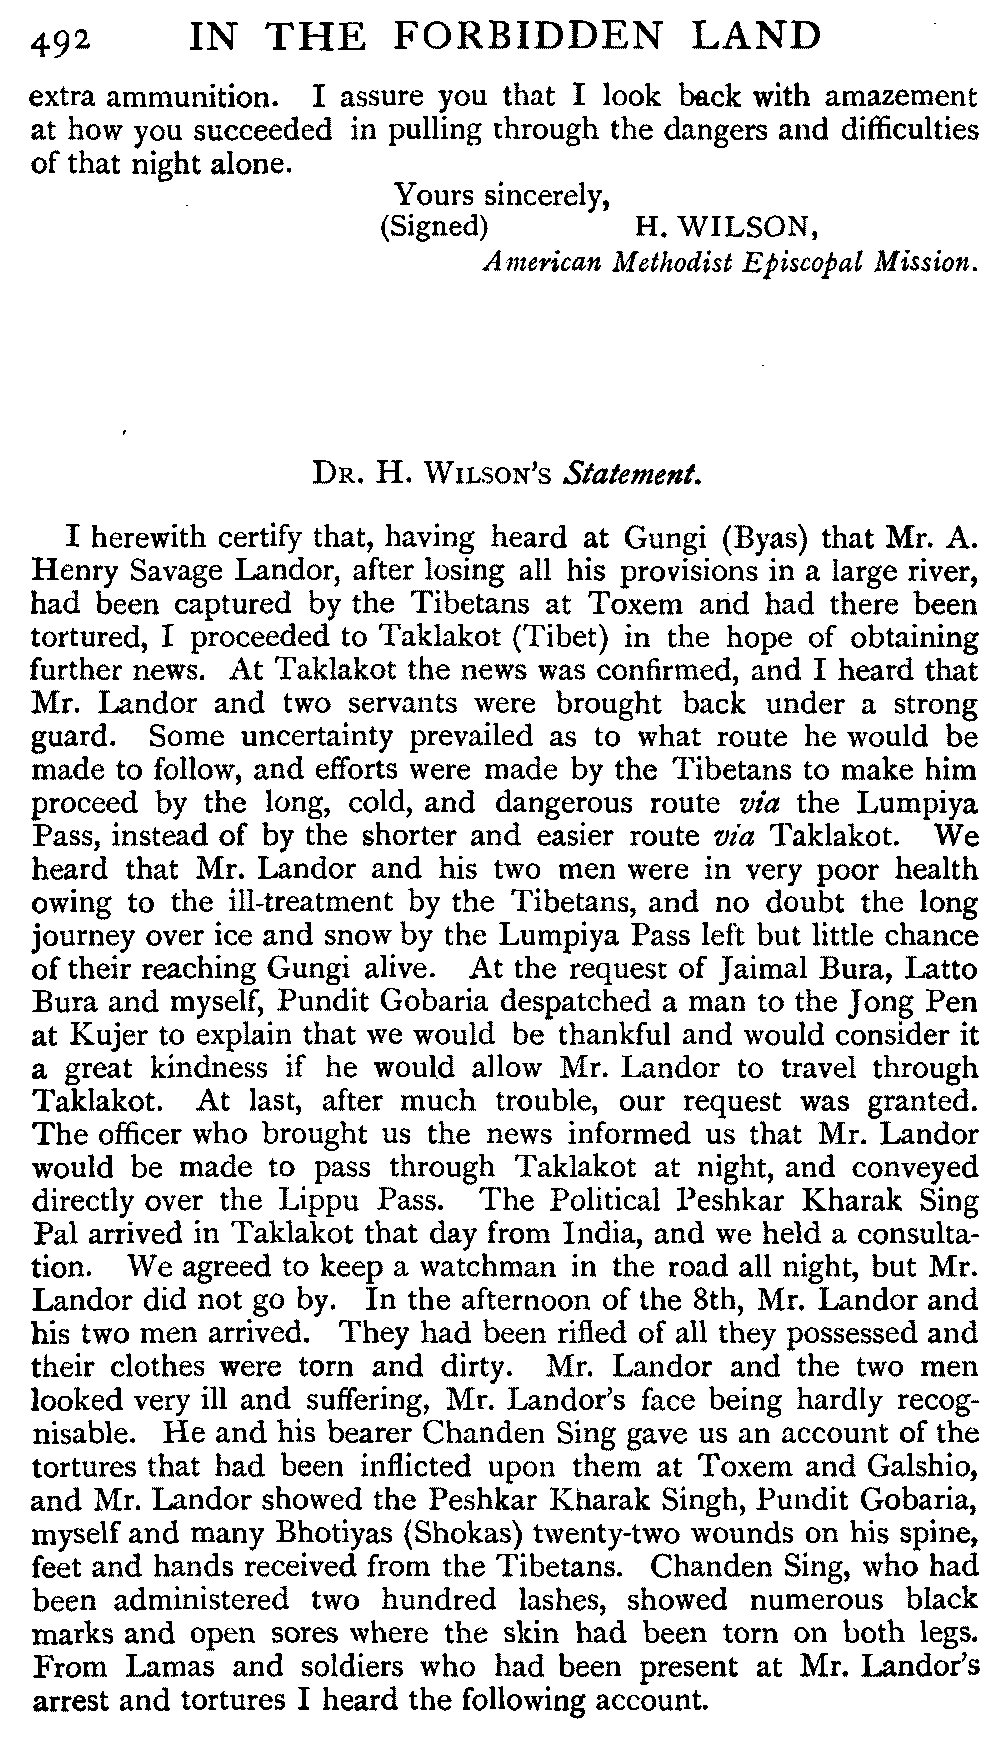 492 IN THE FORBIDDEN LAND
extra ammunition. I assure you that I look back with amazement
at how you succeeded in pulling through the dangers and difficulties
of that night alone.
Yours sincerely,
(Signed) H. WILSON,
American Methodist Episcopal Mission.
DR. H. WILSON'S Statement.
I herewith certify that, having heard at Gungi (Byas) that Mr. A.
Henry Savage Landor, after losing all his provisions in a large river,
had been captured by the Tibetans at Toxem and had there been
tortured, I proceeded to Taklakot (Tibet) in the hope of obtaining
further news. At Taklakot the news was confirmed, and I heard that
Mr. Landor and two servants were brought back under a strong
guard. Some uncertainty prevailed as to what route he would be
made to follow, and efforts were made by the Tibetans to make him
proceed by the long, cold, and dangerous route via the Lumpiya
Pass, instead of by the shorter and easier route via Taklakot. We
heard that Mr. Landor and his two men were in very poor health
owing to the ill-treatment by the Tibetans, and no doubt the long
journey over ice and snow by the Lumpiya Pass left but little chance
of their reaching Gungi alive. At the request of Jaimal Bura, Latto
Bura and myself, Pundit Gobaria despatched a man to the Jong Pen
at Kujer to explain that we would be thankful and would consider it
a great kindness if he would allow Mr. Landor to travel through
Taklakot. At last, after much trouble, our request was granted.
The officer who brought us the news informed us that Mr. Landor
would be made to pass through Taklakot at night, and conveyed
directly over the Lippu Pass. The Political Peshkar Kharak Sing
Pal arrived in Taklakot that day from India, and we held a consulta-
tion. We agreed to keep a watchman in the road all night, but Mr.
Landor did not go by. In the afternoon of the 8th, Mr. Landor and
his two men arrived. They had been rifled of all they possessed and
their clothes were torn and dirty. Mr. Landor and the two men
looked very ill and suffering, Mr. Landor's face being hardly recog-
nisable. He and his bearer Chanden Sing gave us an account of the
tortures that had been inflicted upon them at Toxem and Galshio,
and Mr. Landor showed the Peshkar Kharak Singh, Pundit Gobaria,
myself and many Bhotiyas (Shokas) twenty-two wounds on his spine,
feet and hands received from the Tibetans. Chanden Sing, who had
been administered two hundred lashes, showed numerous black
marks and open sores where the skin had been torn on both legs.
From Lamas and soldiers who had been present at Mr. Landor's
arrest and tortures I heard the following account.